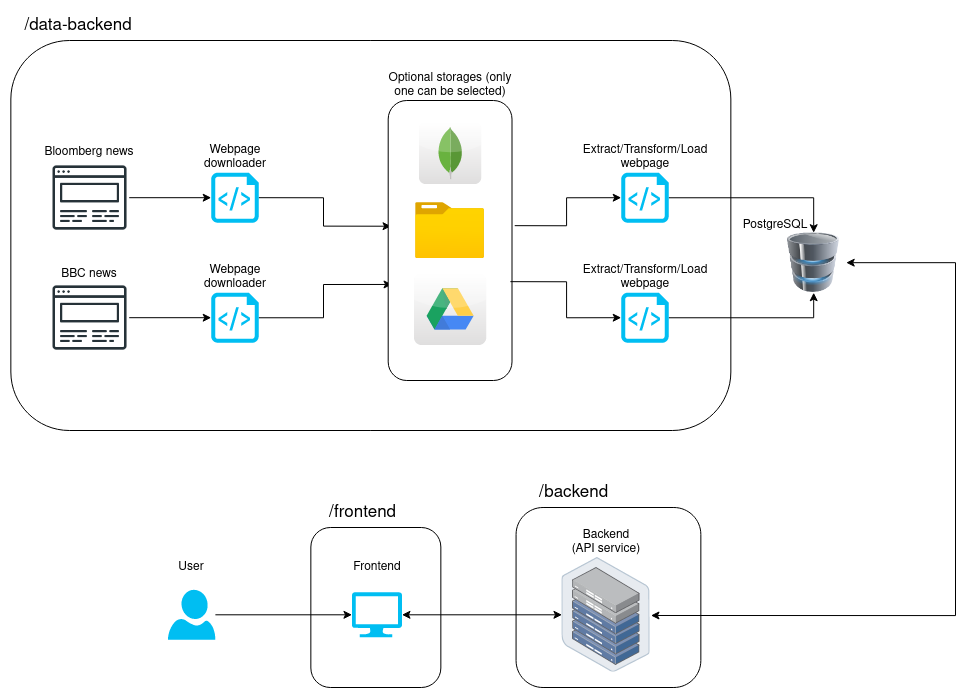 /data-backend
Optional storages (only
one can be selected)
Bloomberg news
Webpage
downloader
Extract/Transform/Load
webpage
PostgreSQL
BBC news
Webpage
downloader
Extract/Transform/Load
webpage
/backend
/frontend
Backend
(API service)
User
Frontend